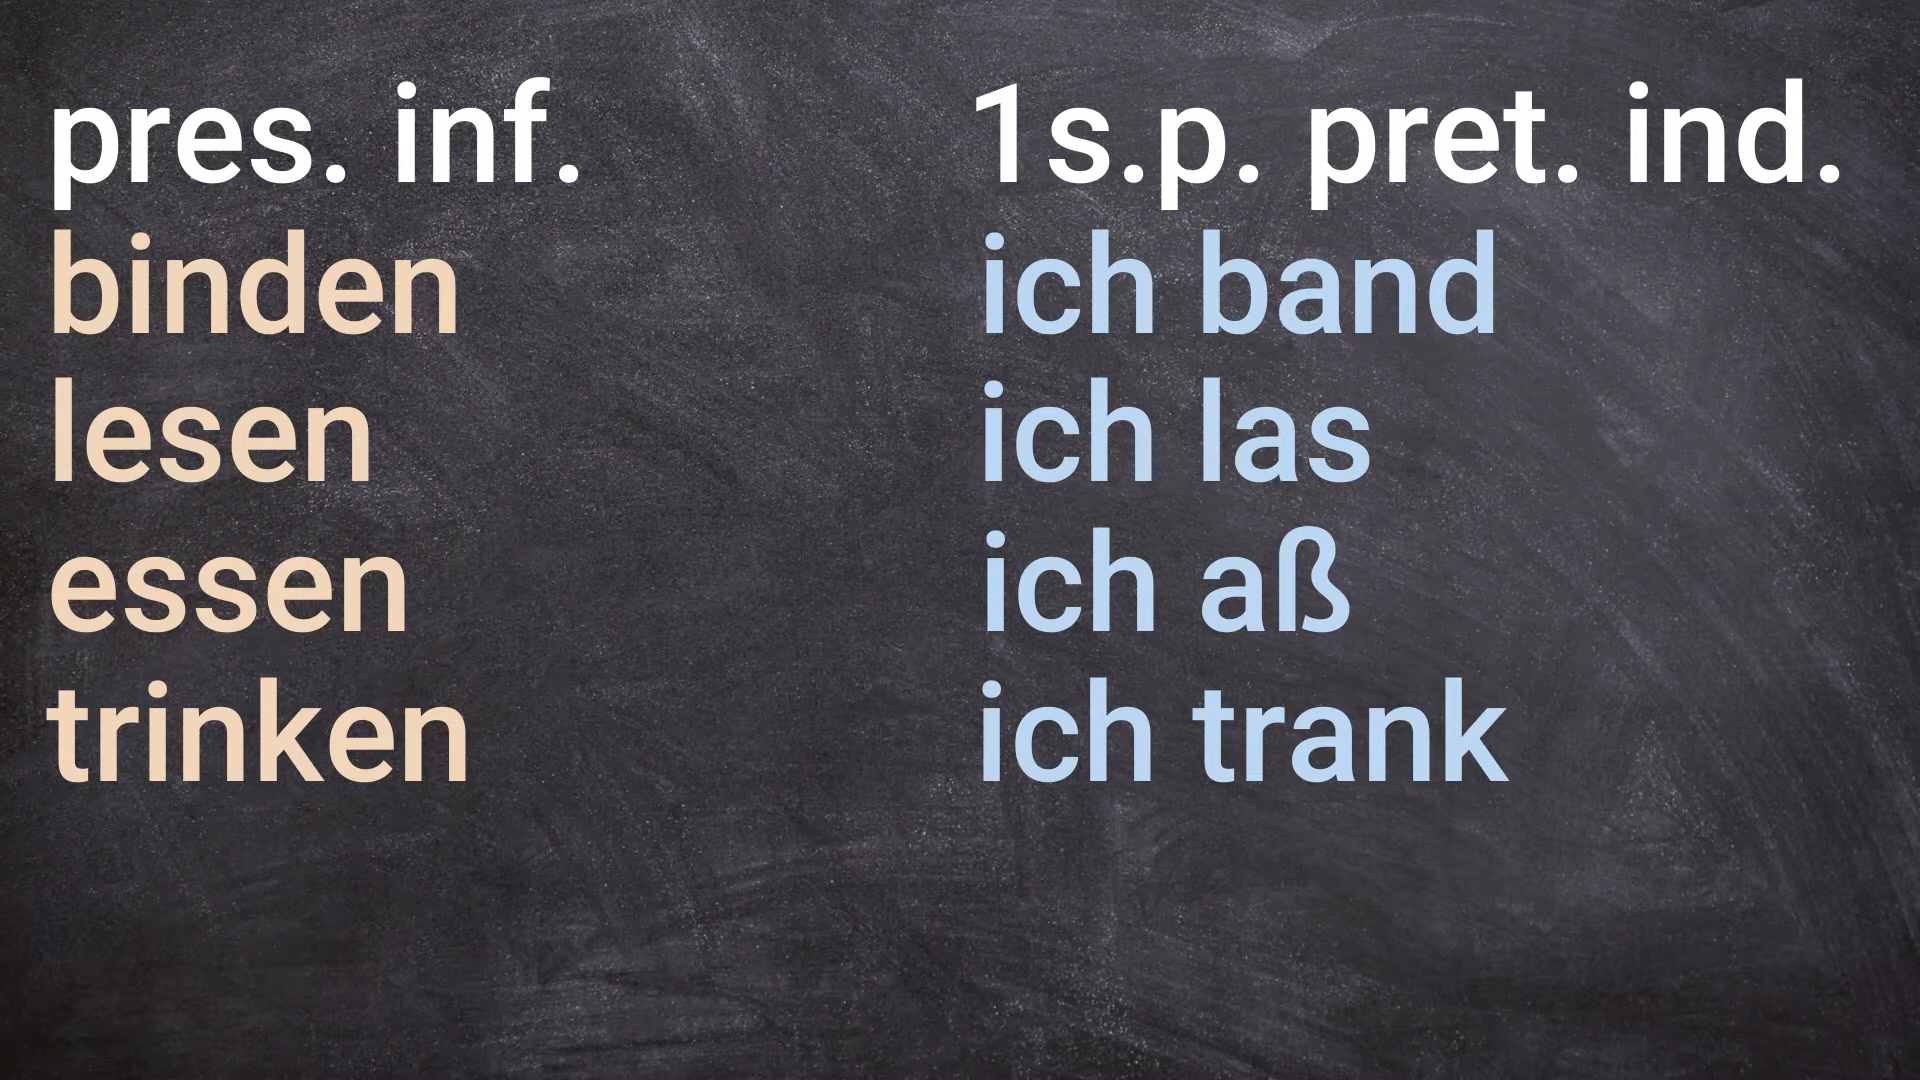 pres. inf. 1s.p. pret. ind.
binden ich band
lesen ich las
essen ich aß
trinken ich trank